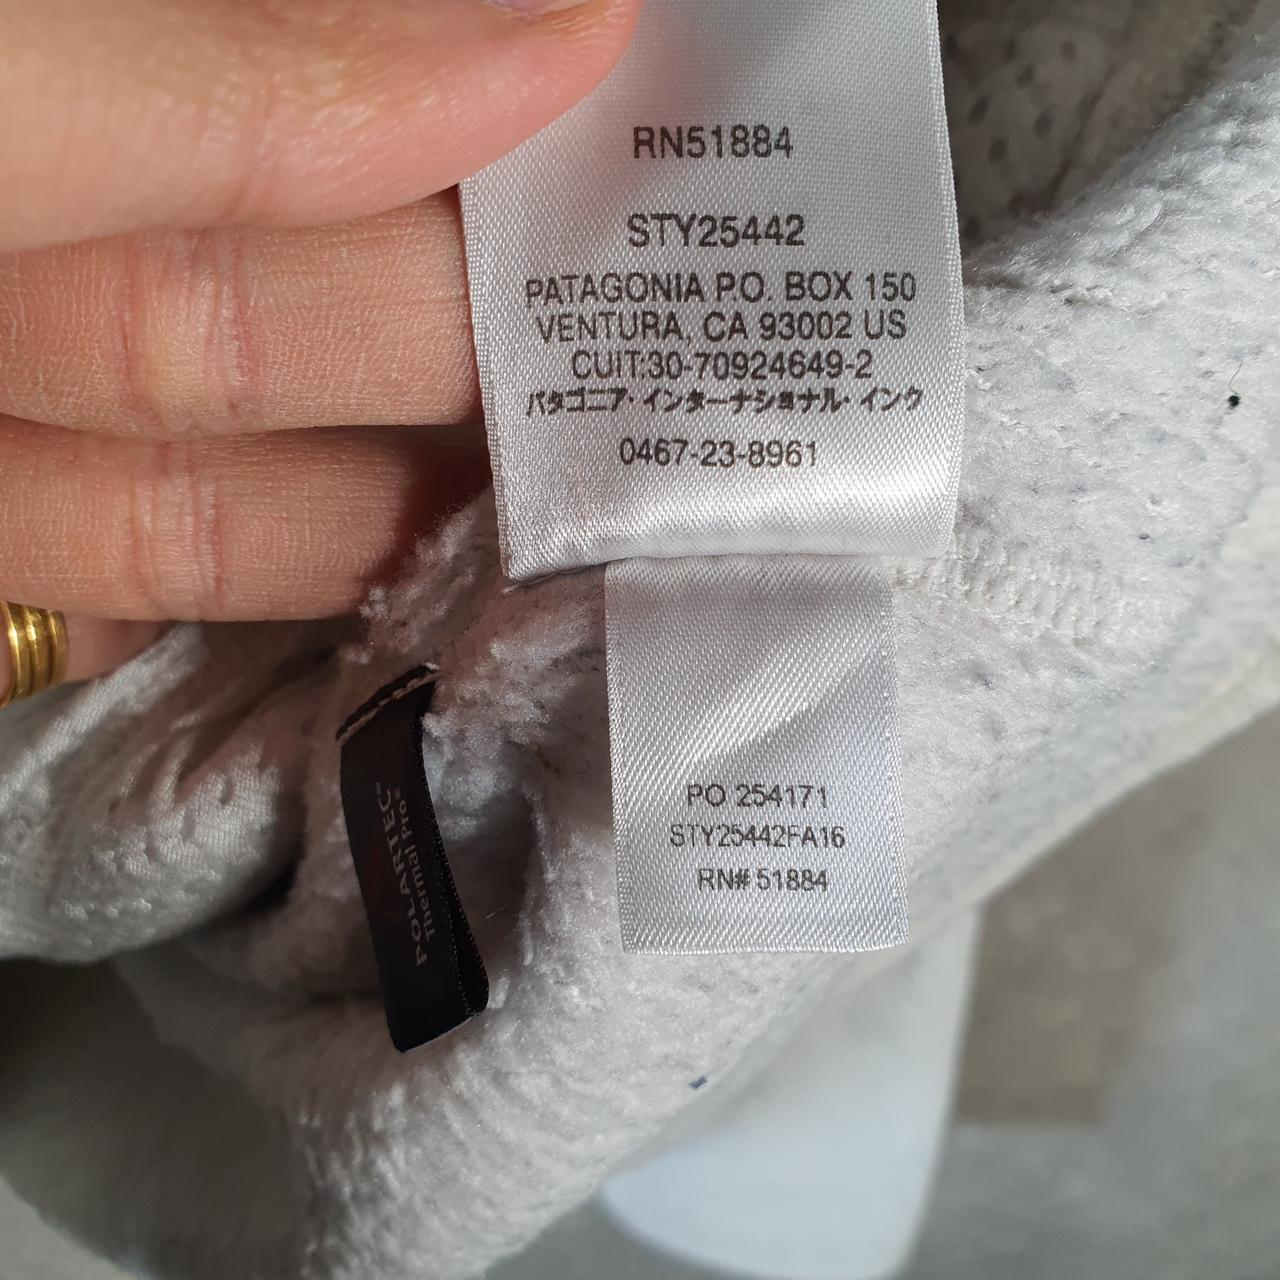 RN51884
STY25442
PATAGONIA P.O. BOX 150
VENTURA, CA 93002 US
CUIT:30-70924649-2
パタゴニア・インターナショナル・インク
0467-23-8961
PO 254171
STY25442FA16
RN# 51884
POLARTEC®
Thermal Pro®